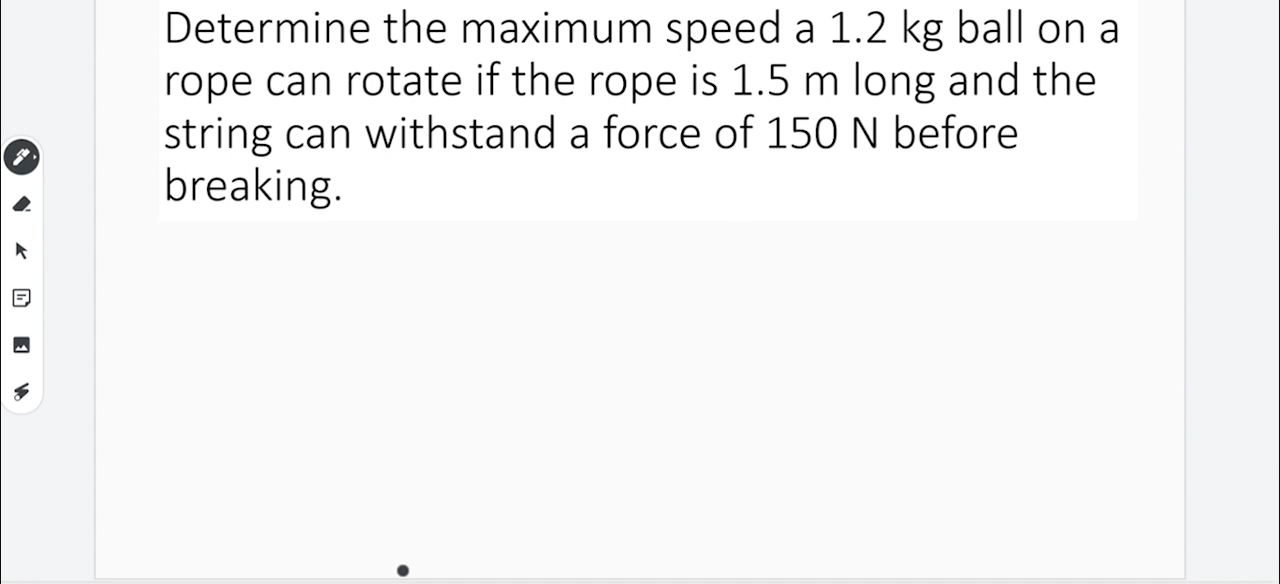 Determine the maximum speed a 1.2 kg ball on a
rope can rotate if the rope is 1.5 m long and the
string can withstand a force of 150 N before
breaking.